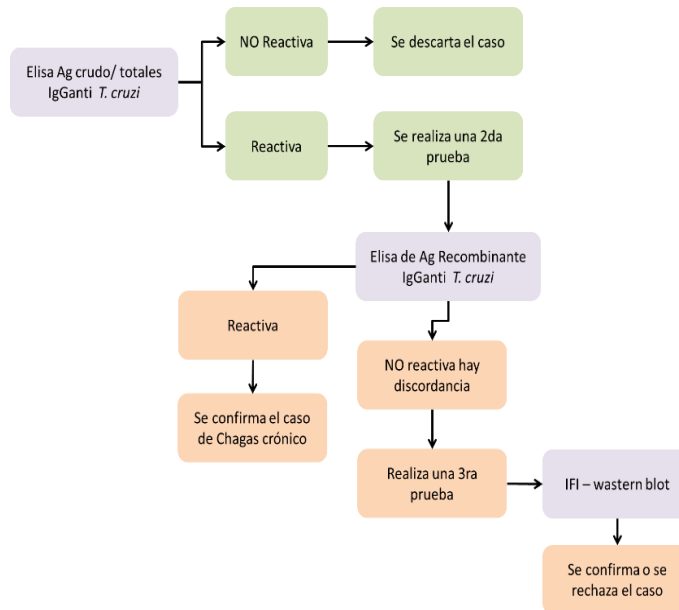 NO Reactiva
Se descarta el caso
Elisa Ag crudo/ totales
IgGanti T. cruzi
Reactiva
Se realiza una 2da
prueba
Elisa de Ag Recombinante
IgGanti T. cruzi
Reactiva
NO reactiva hay
discordancia
Se confirma el caso
de Chagas crónico
Realiza una 3ra
prueba
IFI – wastern blot
Se confirma o se
rechaza el caso